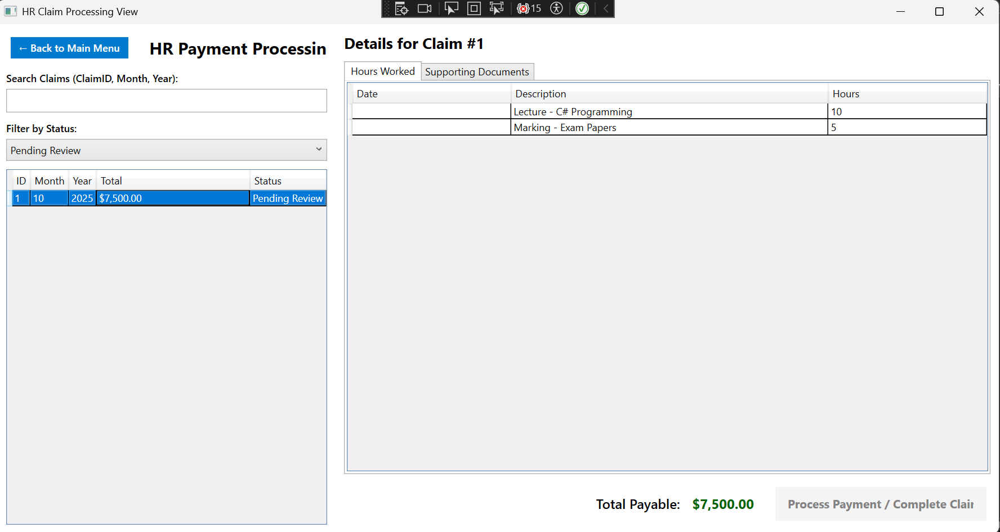 HR Claim Processing View
15
← Back to Main Menu
HR Payment Processin
Search Claims (ClaimID, Month, Year):
Filter by Status:
Pending Review
ID Month Year Total Status
1 10 2025 $7,500.00 Pending Review
Details for Claim #1
Hours Worked Supporting Documents
Date Description Hours
Lecture - C# Programming 10
Marking - Exam Papers 5
Total Payable: $7,500.00
Process Payment / Complete Clai